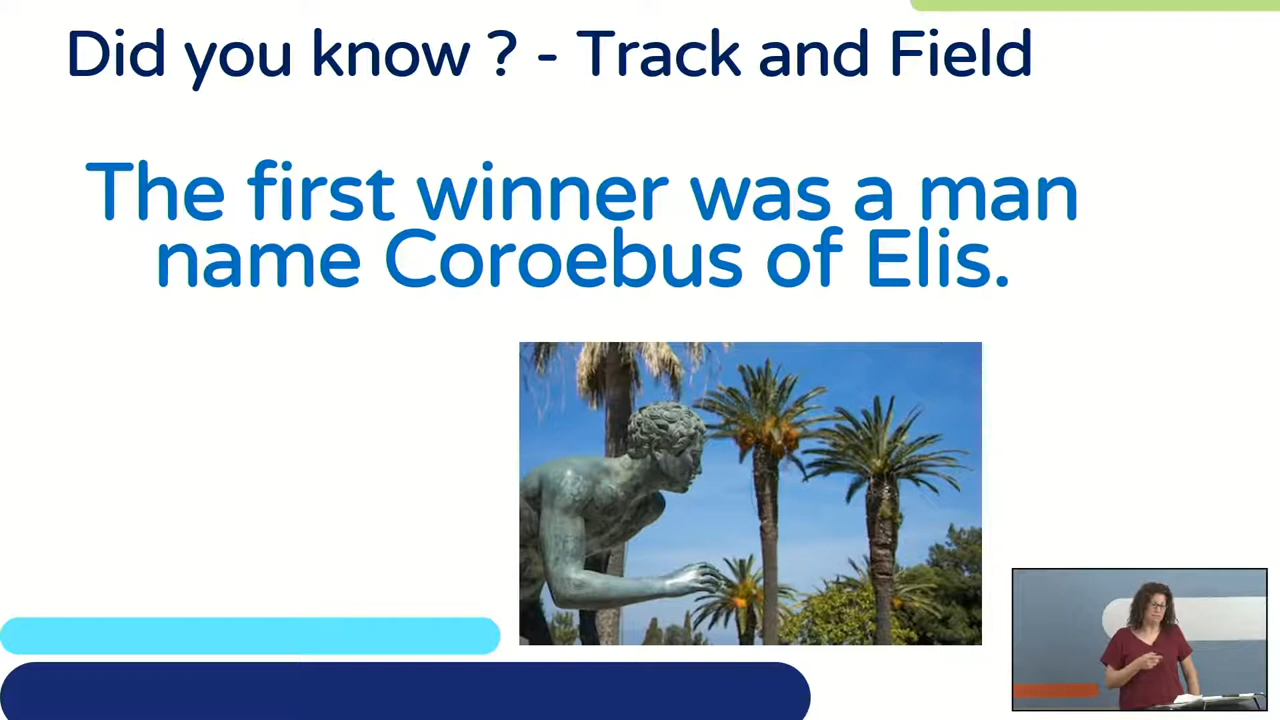 Did you know ? - Track and Field
The first winner was a man
name Coroebus of Elis.